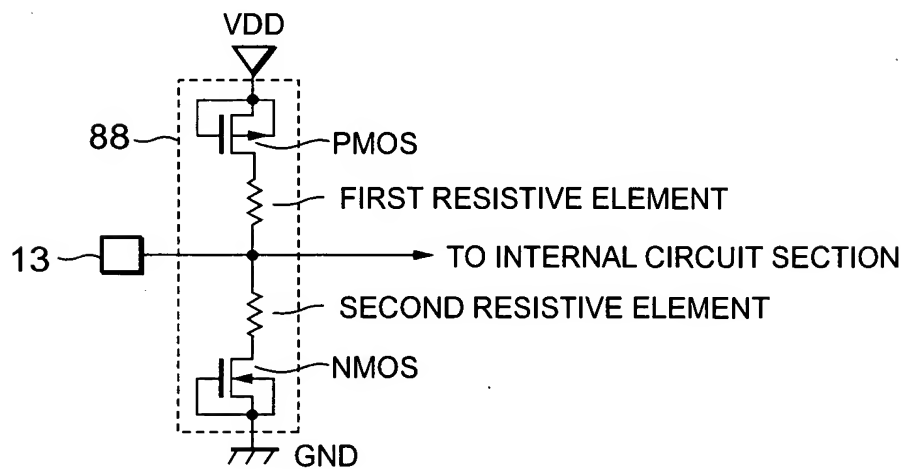 VDD
88
PMOS
FIRST RESISTIVE ELEMENT
13
TO INTERNAL CIRCUIT SECTION
SECOND RESISTIVE ELEMENT
NMOS
GND